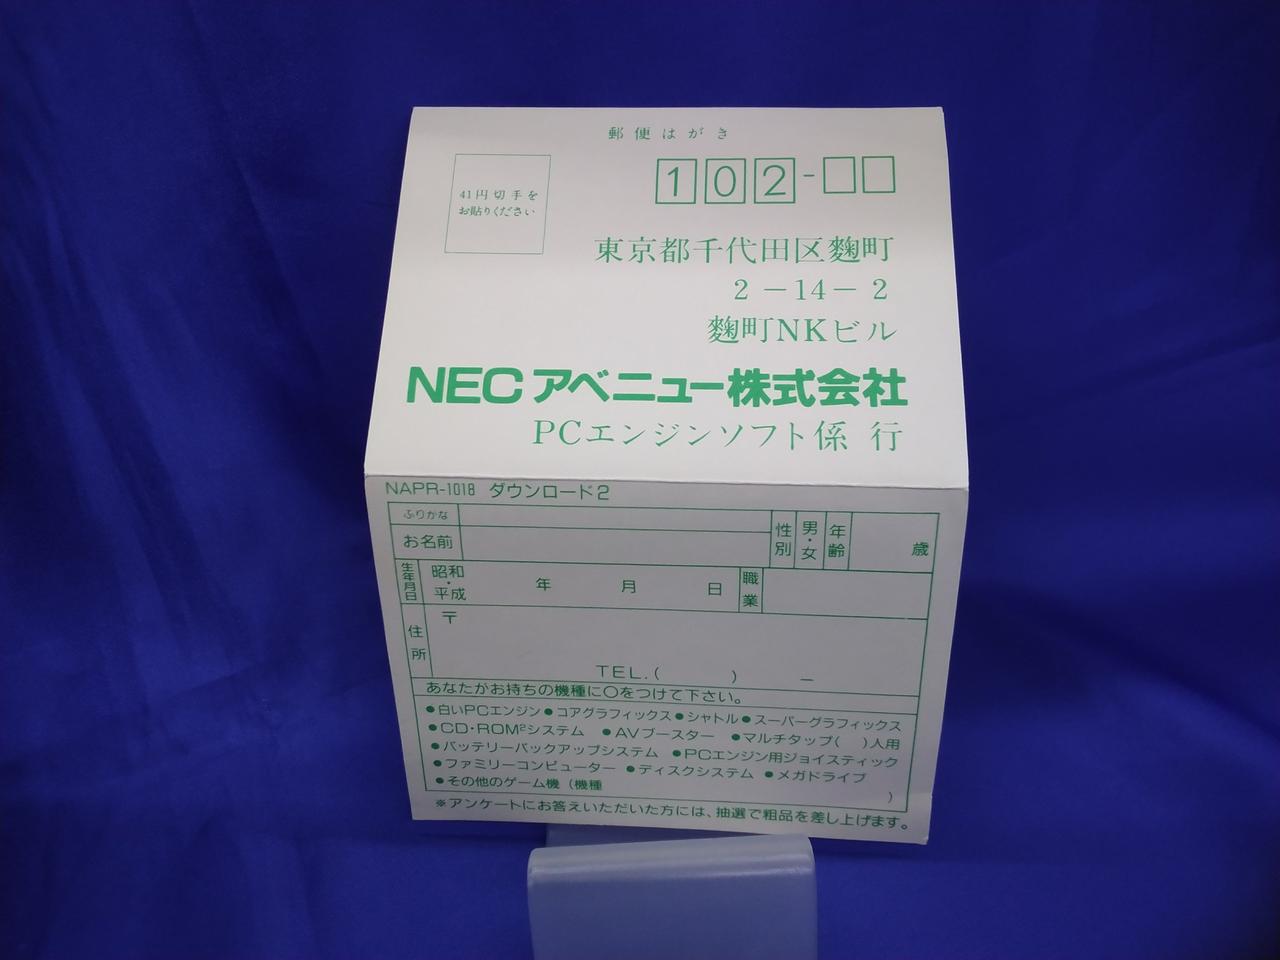 郵便はがき
41円切手を
お貼りください
102-
東京都千代田区麴町
2-14-2
麴町NKビル
NECアベニュー株式会社
PCエンジンソフト係 行
NAPR-1018 ダウンロード2
ふりかな
お名前
性別
男・女
年齢
歳
生年月日
昭和・平成
年 月 日
職業
住所
〒
TEL.( ) -
あなたがお持ちの機種に○をつけて下さい。
●白いPCエンジン●コアグラフィックス●シャトル●スーパーグラフィックス
●CD・ROM²システム ●AVブースター ●マルチタップ( )人用
●バッテリーバックアップシステム ●PCエンジン用ジョイスティック
●ファミリーコンピューター ●ディスクシステム ●メガドライブ
●その他のゲーム機(機種 )
※アンケートにお答えいただいた方には、抽選で粗品を差し上げます。